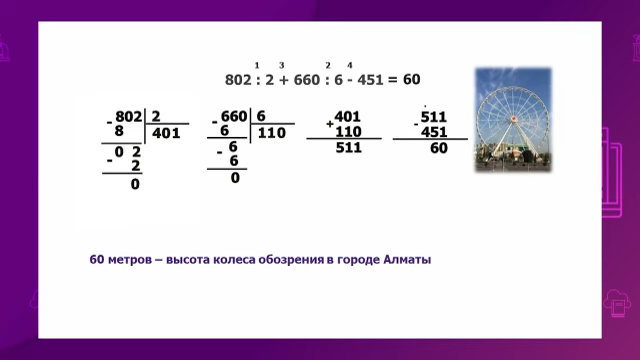 1 3 2 4
802 : 2 + 660 : 6 - 451 = 60
- 802 2
8 401
- 0 2
2
0
- 660 6
6 110
- 6
6
0
+ 401
110
511
- 511
451
60
60 метров – высота колеса обозрения в городе Алматы